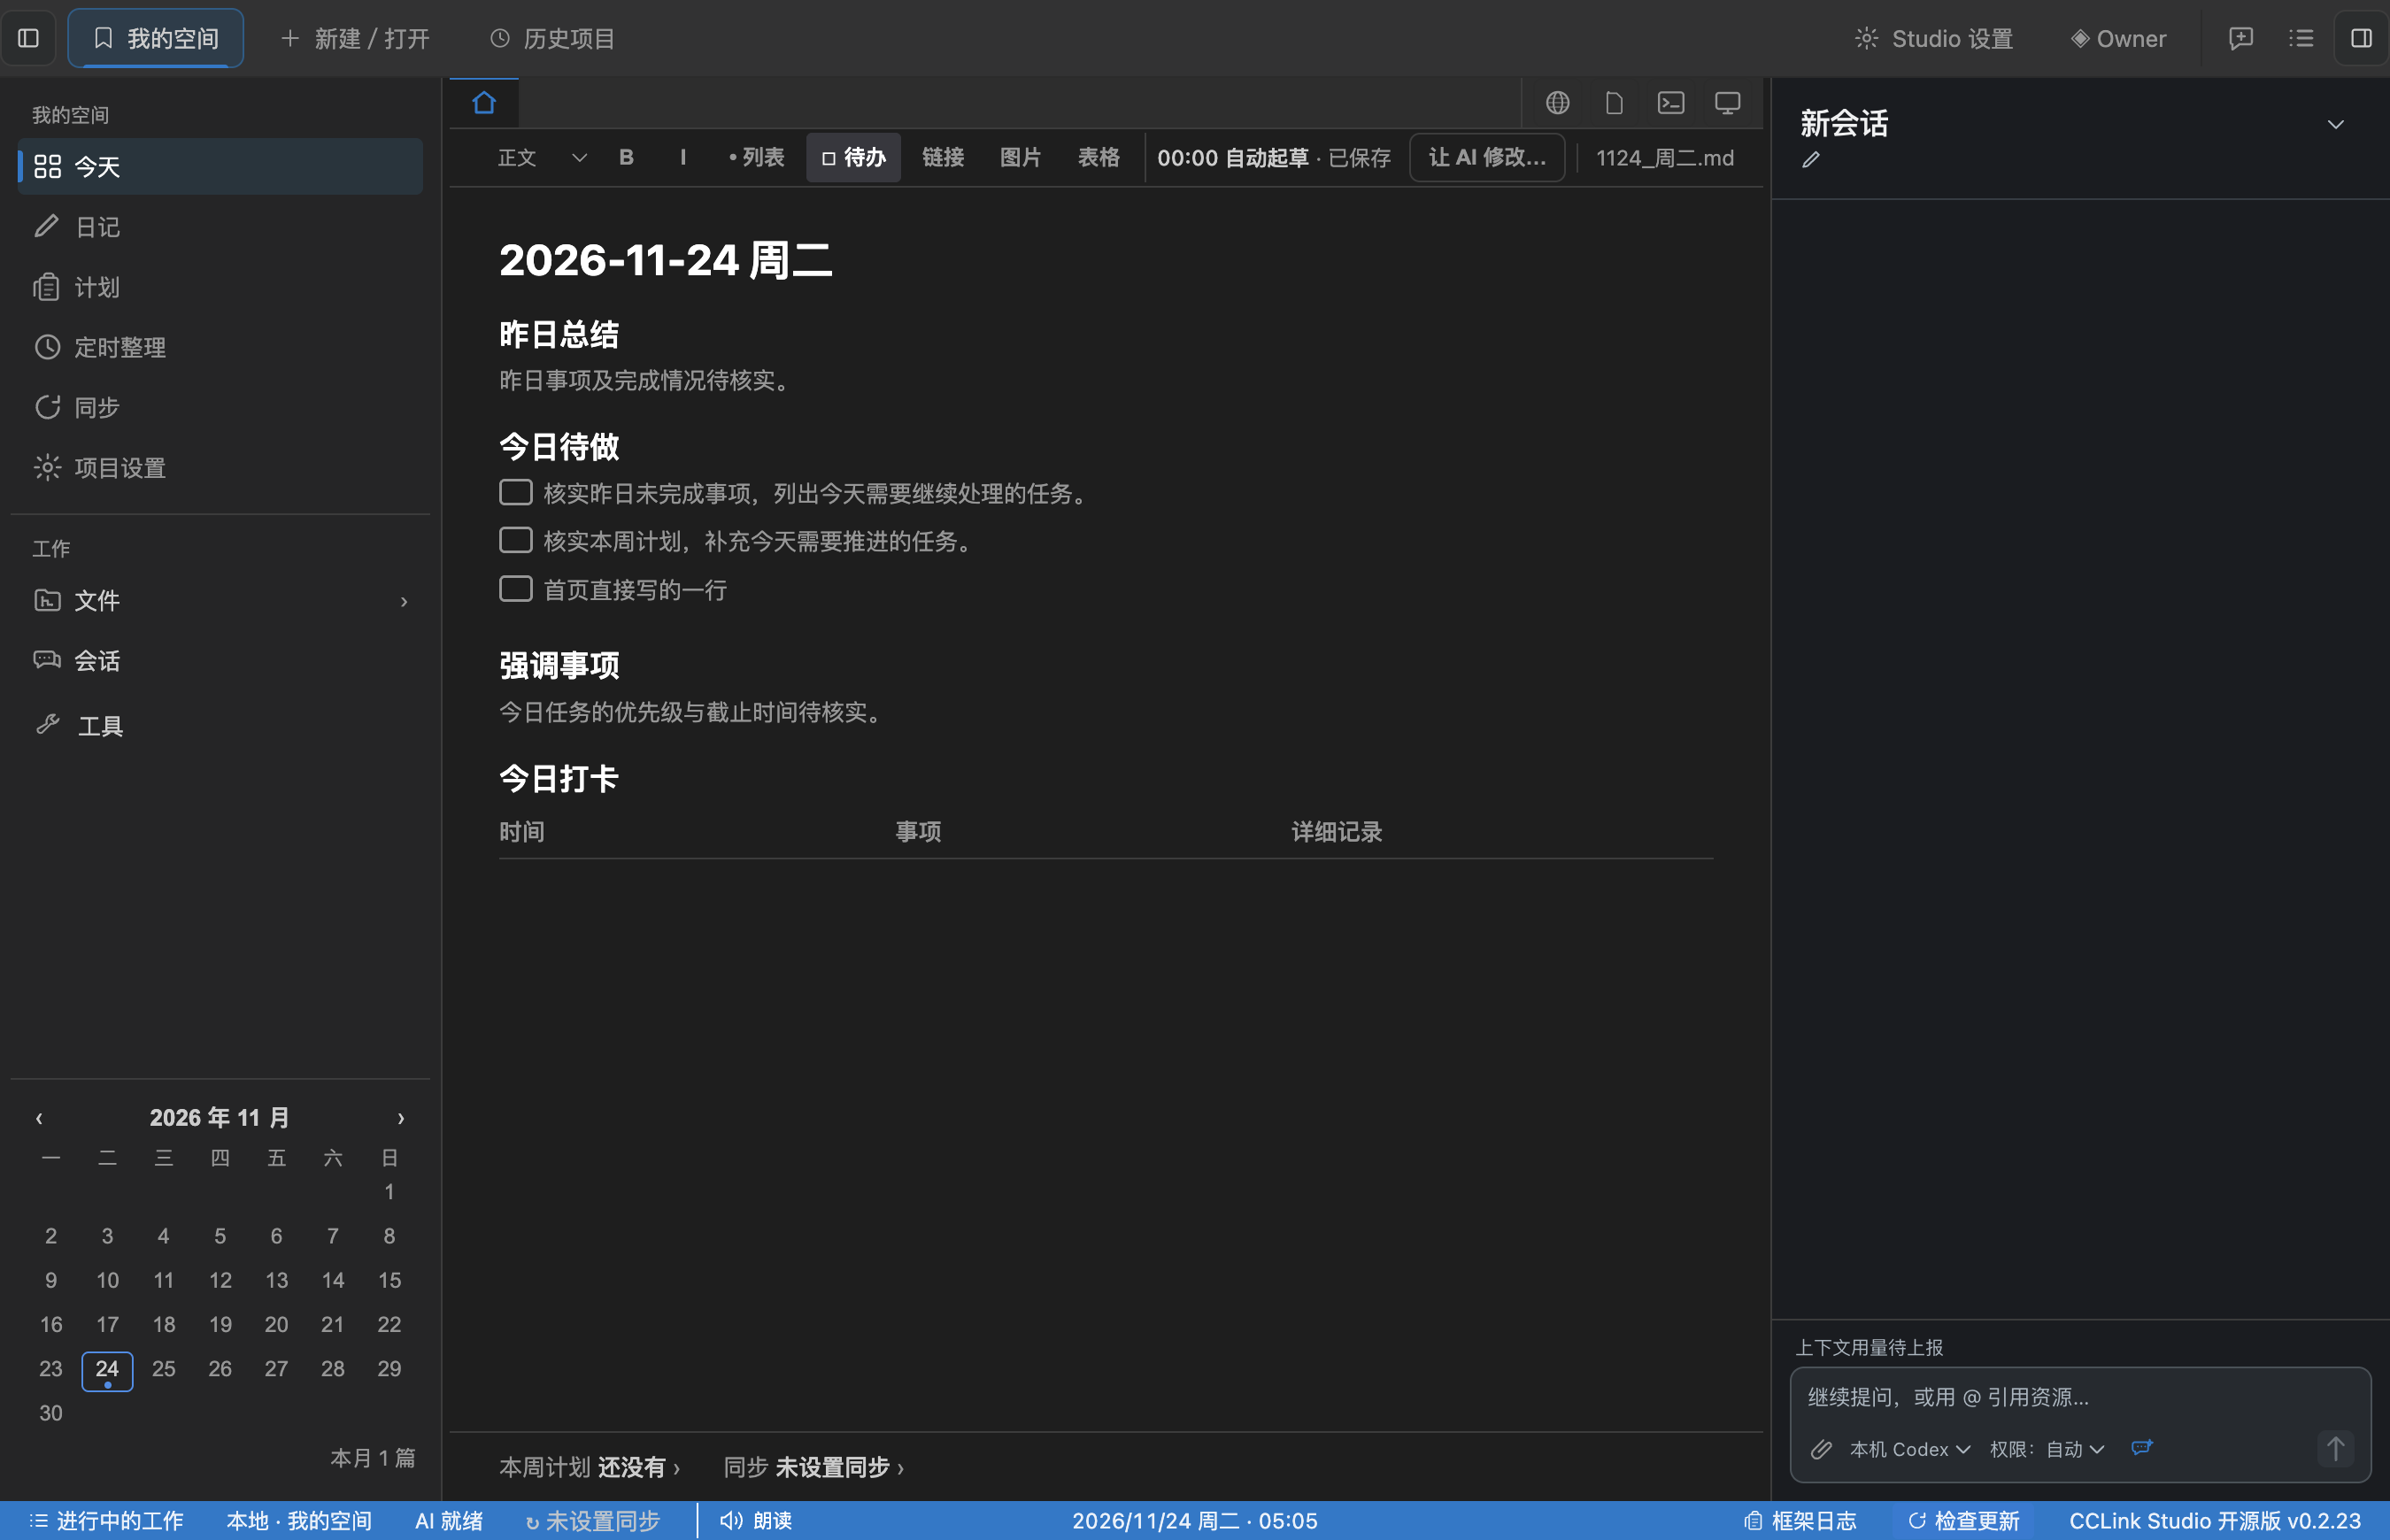 我的空间
新建 / 打开
历史项目
Studio 设置
Owner
我的空间
今天
日记
计划
定时整理
同步
项目设置
工作
文件
会话
工具
‹ 2026 年 11 月 ›
一 二 三 四 五 六 日
1
2 3 4 5 6 7 8
9 10 11 12 13 14 15
16 17 18 19 20 21 22
23 24 25 26 27 28 29
30
本月 1 篇
正文 B I • 列表 待办 链接 图片 表格 00:00 自动起草 · 已保存 让 AI 修改... 1124_周二.md
2026-11-24 周二
昨日总结
昨日事项及完成情况待核实。
今日待做
核实昨日未完成事项，列出今天需要继续处理的任务。
核实本周计划，补充今天需要推进的任务。
首页直接写的一行
强调事项
今日任务的优先级与截止时间待核实。
今日打卡
时间 事项 详细记录
本周计划 还没有 › 同步 未设置同步 ›
新会话
上下文用量待上报
继续提问，或用 @ 引用资源...
本机 Codex 权限：自动
进行中的工作 本地 · 我的空间 AI 就绪 ↻ 未设置同步 朗读 2026/11/24 周二 · 05:05 框架日志 检查更新 CCLink Studio 开源版 v0.2.23